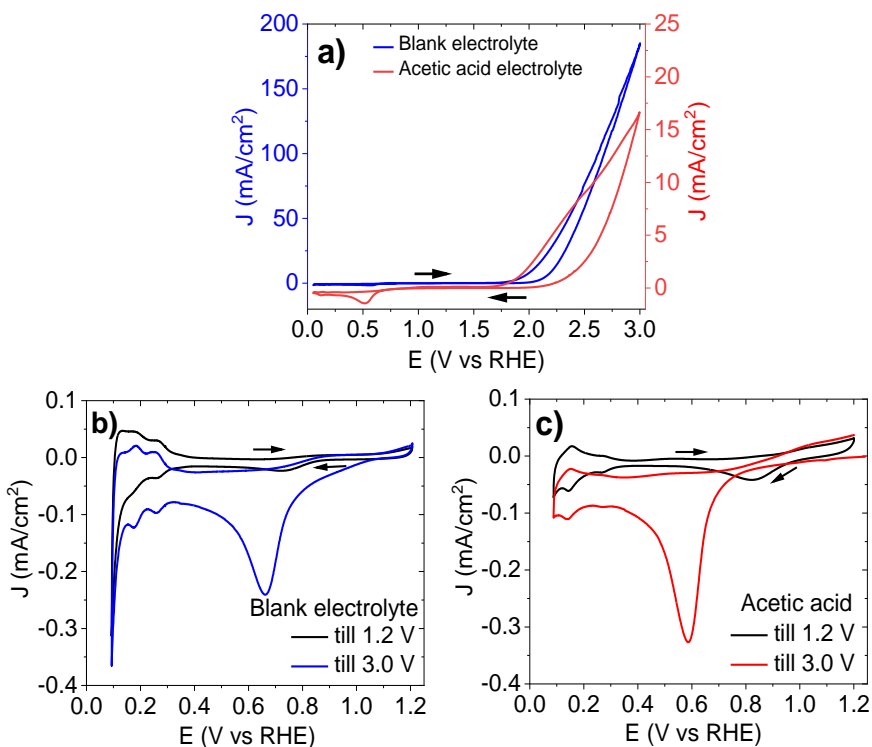 a)
Blank electrolyte
Acetic acid electrolyte
200
150
100
50
0
J (mA/cm²)
25
20
15
10
5
0
J (mA/cm²)
0.0 0.5 1.0 1.5 2.0 2.5 3.0
E (V vs RHE)
b)
0.1
0.0
-0.1
-0.2
-0.3
-0.4
J (mA/cm²)
Blank electrolyte
till 1.2 V
till 3.0 V
0.0 0.2 0.4 0.6 0.8 1.0 1.2
E (V vs RHE)
c)
0.1
0.0
-0.1
-0.2
-0.3
-0.4
J (mA/cm²)
Acetic acid
till 1.2 V
till 3.0 V
0.0 0.2 0.4 0.6 0.8 1.0 1.2
E (V vs RHE)